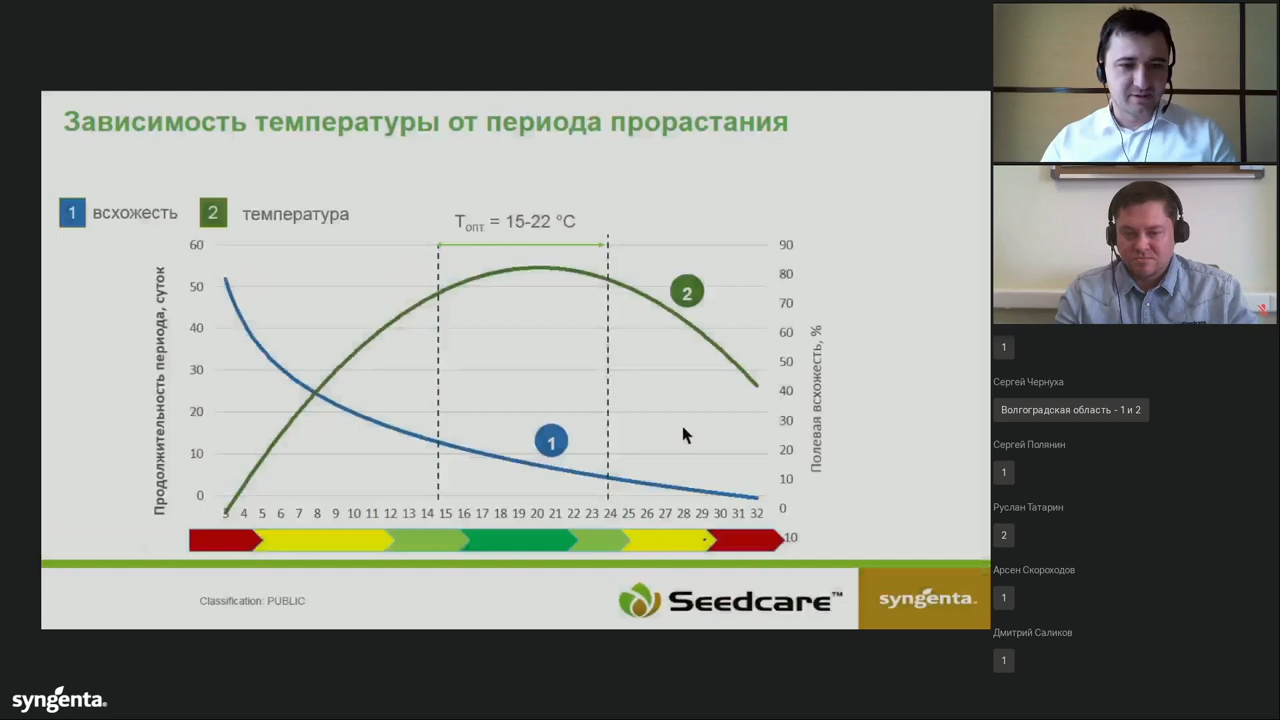 Зависимость температуры от периода прорастания
1 всхожесть 2 температура
Tопт = 15-22 °C
Продолжительность периода, суток
60
50
40
30
20
10
0
90
80
70
60
50
40
30
20
10
0
10
Полевая всхожесть, %
1
2
3 4 5 6 7 8 9 10 11 12 13 14 15 16 17 18 19 20 21 22 23 24 25 26 27 28 29 30 31 32
Classification: PUBLIC
Seedcare™
syngenta.
syngenta.
1
Сергей Чернуха
Волгоградская область - 1 и 2
Сергей Полянин
1
Руслан Татарин
2
Арсен Скороходов
1
Дмитрий Саликов
1